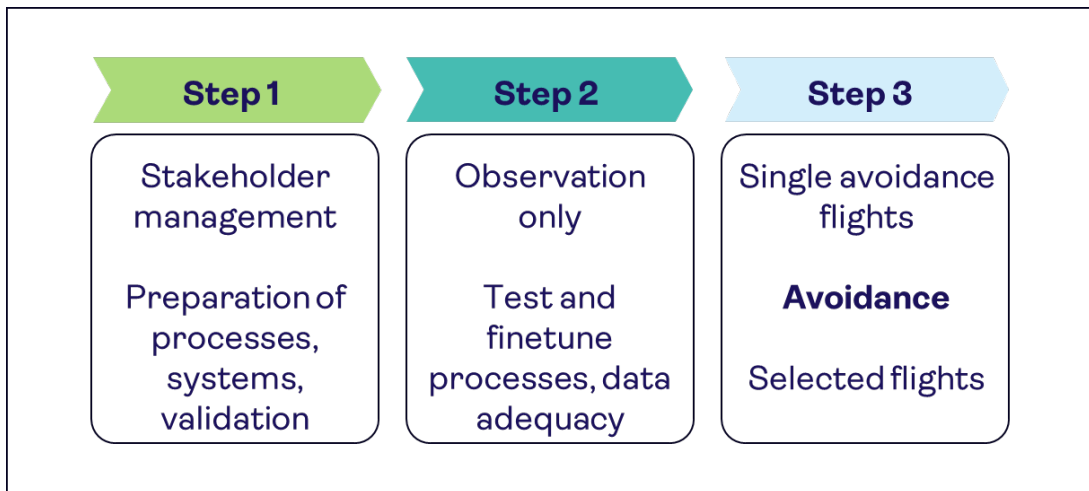 Step 1
Stakeholder
management
Preparation of
processes,
systems,
validation
Step 2
Observation
only
Test and
finetune
processes, data
adequacy
Step 3
Single avoidance
flights
Avoidance
Selected flights